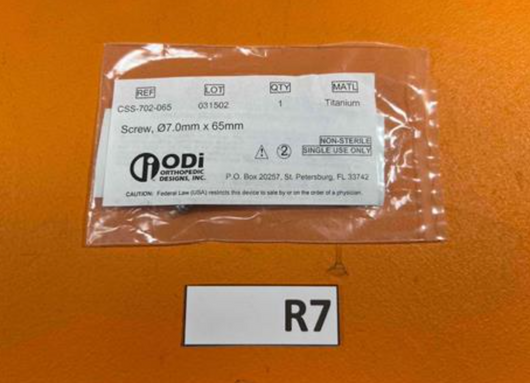 REF LOT QTY MATL
CSS-702-065 031502 1 Titanium
Screw, Ø7.0mm x 65mm
NON-STERILE
SINGLE USE ONLY
2
ODi
ORTHOPEDIC
DESIGNS, INC.
P.O. Box 20257, St. Petersburg, FL 33742
CAUTION: Federal Law (USA) restricts this device to sale by or on the order of a physician.
R7